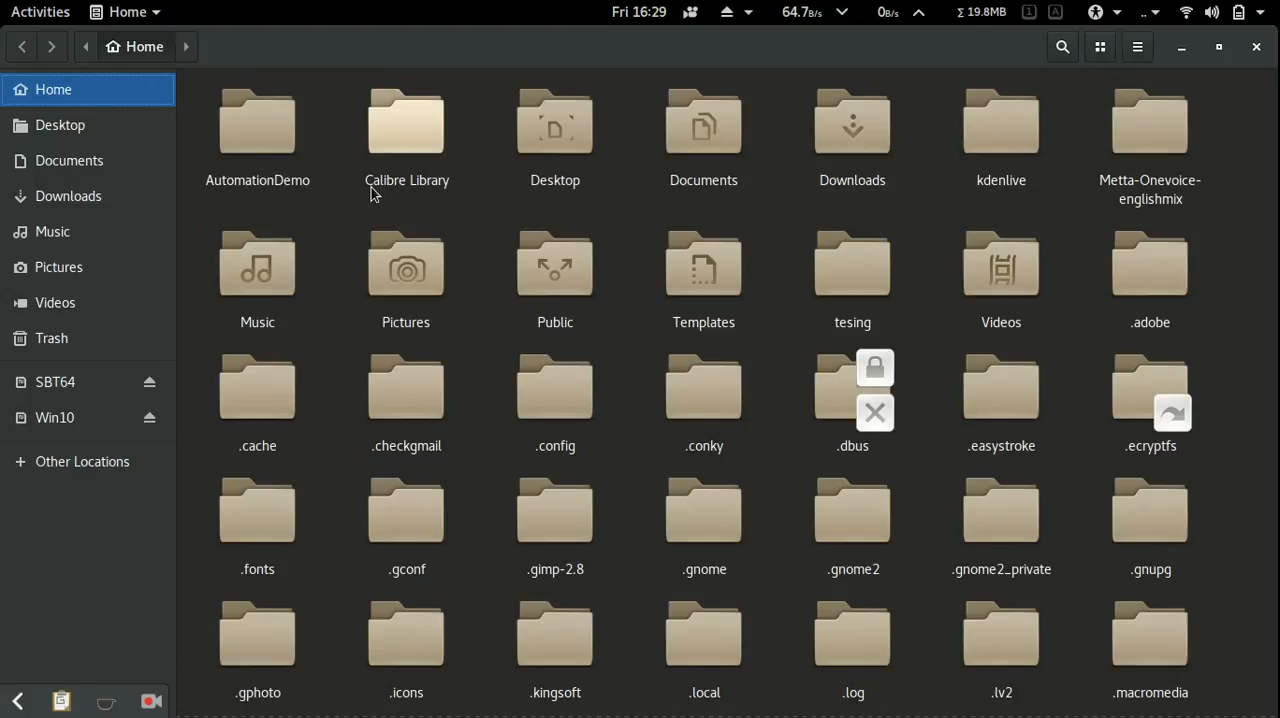 Activities
Home
Fri 16:29
64.7B/s
0B/s
Σ 19.8MB
1
A
..
Home
Home
Desktop
Documents
Downloads
Music
Pictures
Videos
Trash
SBT64
Win10
Other Locations
AutomationDemo
Calibre Library
Desktop
Documents
Downloads
kdenlive
Metta-Onevoice-
englishmix
Music
Pictures
Public
Templates
tesing
Videos
.adobe
.cache
.checkgmail
.config
.conky
.dbus
.easystroke
.ecryptfs
.fonts
.gconf
.gimp-2.8
.gnome
.gnome2
.gnome2_private
.gnupg
.gphoto
.icons
.kingsoft
.local
.log
.lv2
.macromedia